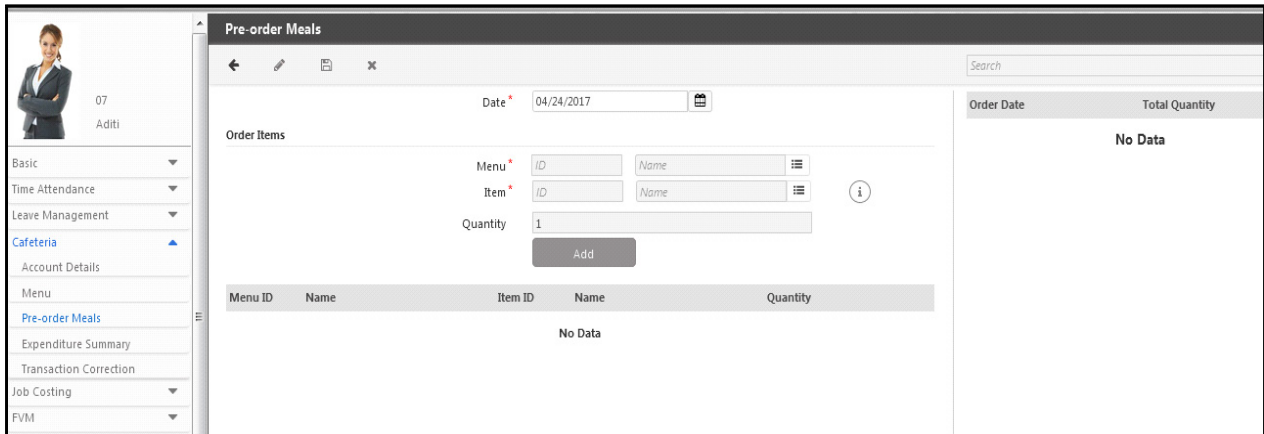 Pre-order Meals
07
Aditi
Basic
Time Attendance
Leave Management
Cafeteria
Account Details
Menu
Pre-order Meals
Expenditure Summary
Transaction Correction
Job Costing
FVM
Date* 04/24/2017
Order Items
Menu* ID Name
Item* ID Name i
Quantity 1
Add
Menu ID Name Item ID Name Quantity
No Data
Search
Order Date Total Quantity
No Data